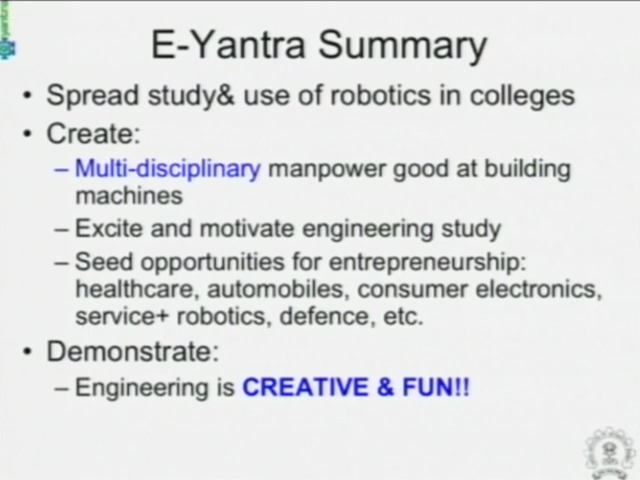 E-Yantra Summary
• Spread study& use of robotics in colleges
• Create:
– Multi-disciplinary manpower good at building
machines
– Excite and motivate engineering study
– Seed opportunities for entrepreneurship:
healthcare, automobiles, consumer electronics,
service+ robotics, defence, etc.
• Demonstrate:
– Engineering is CREATIVE & FUN!!